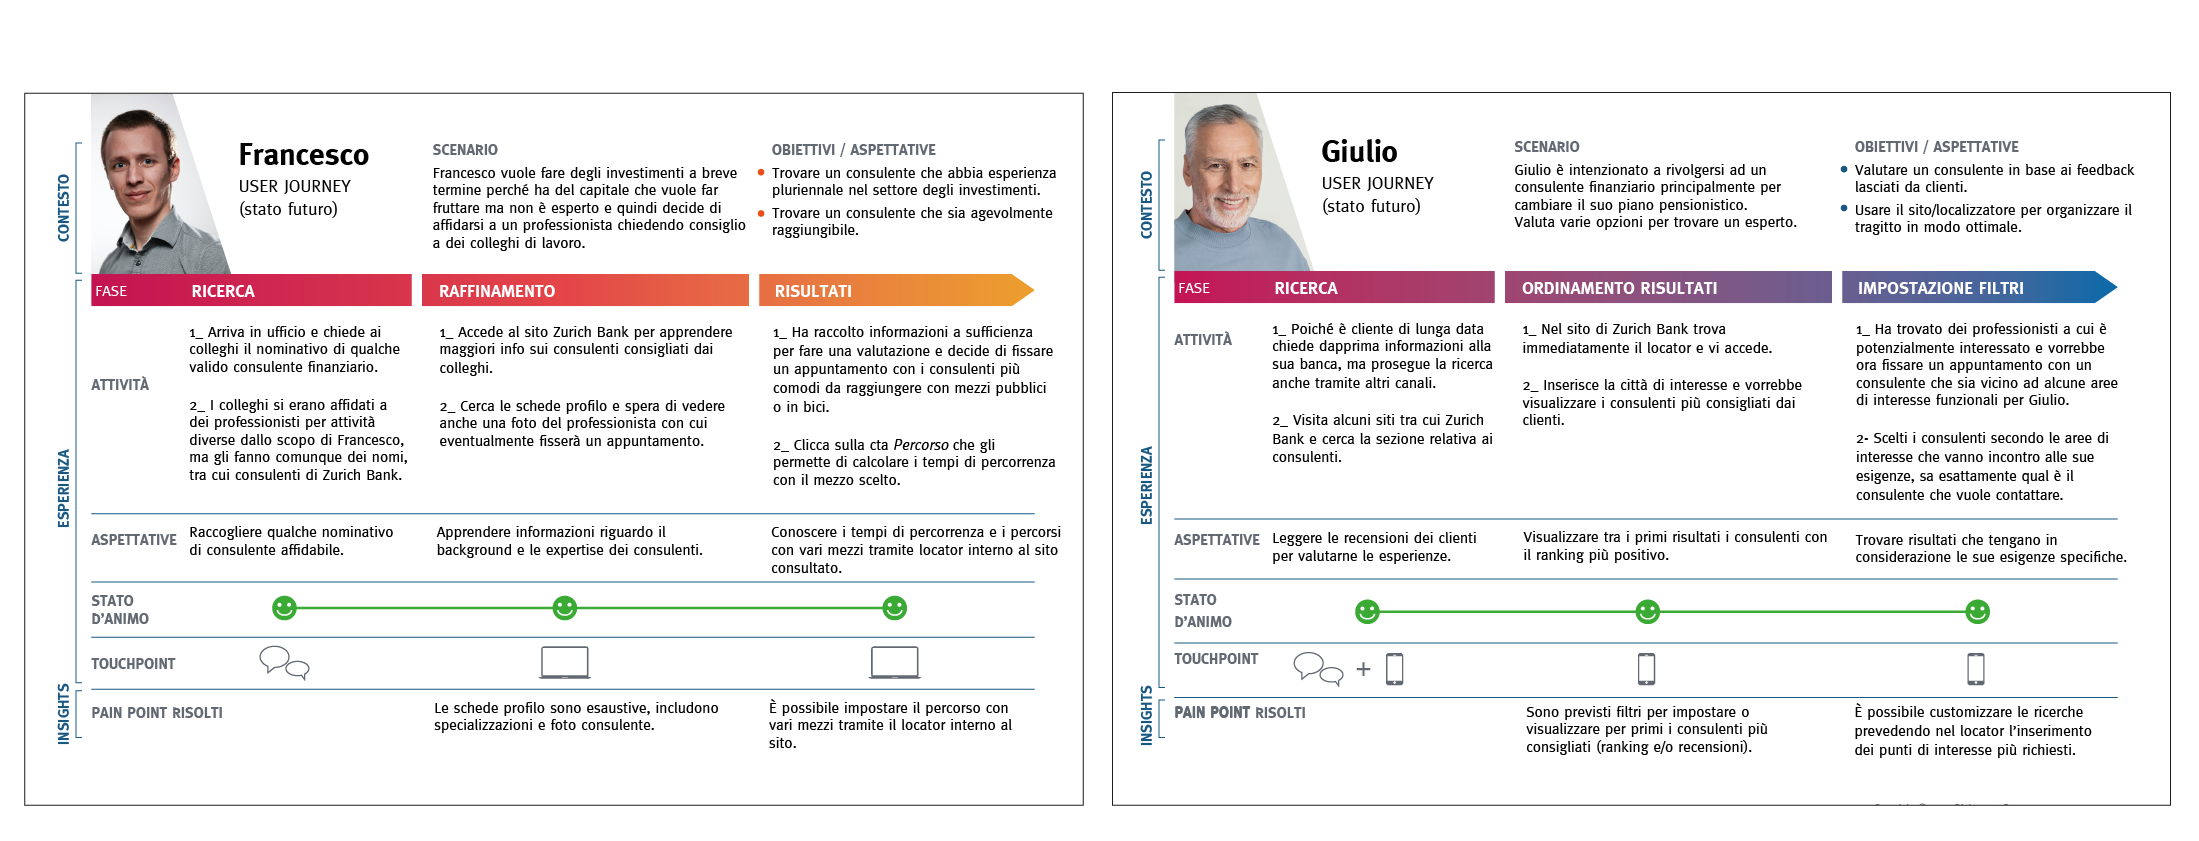 Francesco
USER JOURNEY
(stato futuro)
SCENARIO
Francesco vuole fare degli investimenti a breve
termine perché ha del capitale che vuole far
fruttare ma non è esperto e quindi decide di
affidarsi a un professionista chiedendo consiglio
a dei colleghi di lavoro.
OBIETTIVI / ASPETTATIVE
Trovare un consulente che abbia esperienza
pluriennale nel settore degli investimenti.
Trovare un consulente che sia agevolmente
raggiungibile.
CONTESTO
FASE
RICERCA
RAFFINAMENTO
RISULTATI
ESPERIENZA
ATTIVITÀ
1_ Arriva in ufficio e chiede ai
colleghi il nominativo di qualche
valido consulente finanziario.
2_ I colleghi si erano affidati a
dei professionisti per attività
diverse dallo scopo di Francesco,
ma gli fanno comunque dei nomi,
tra cui consulenti di Zurich Bank.
1_ Accede al sito Zurich Bank per apprendere
maggiori info sui consulenti consigliati dai
colleghi.
2_ Cerca le schede profilo e spera di vedere
anche una foto del professionista con cui
eventualmente fisserà un appuntamento.
1_ Ha raccolto informazioni a sufficienza
per fare una valutazione e decide di fissare
un appuntamento con i consulenti più
comodi da raggiungere con mezzi pubblici
o in bici.
2_ Clicca sulla cta Percorso che gli
permette di calcolare i tempi di percorrenza
con il mezzo scelto.
ASPETTATIVE
Raccogliere qualche nominativo
di consulente affidabile.
Apprendere informazioni riguardo il
background e le expertise dei consulenti.
Conoscere i tempi di percorrenza e i percorsi
con vari mezzi tramite locator interno al sito
consultato.
STATO
D'ANIMO
TOUCHPOINT
INSIGHTS
PAIN POINT RISOLTI
Le schede profilo sono esaustive, includono
specializzazioni e foto consulente.
È possibile impostare il percorso con
vari mezzi tramite il locator interno al
sito.
Giulio
USER JOURNEY
(stato futuro)
SCENARIO
Giulio è intenzionato a rivolgersi ad un
consulente finanziario principalmente per
cambiare il suo piano pensionistico.
Valuta varie opzioni per trovare un esperto.
OBIETTIVI / ASPETTATIVE
Valutare un consulente in base ai feedback
lasciati da clienti.
Usare il sito/localizzatore per organizzare il
tragitto in modo ottimale.
CONTESTO
FASE
RICERCA
ORDINAMENTO RISULTATI
IMPOSTAZIONE FILTRI
ESPERIENZA
ATTIVITÀ
1_ Poiché è cliente di lunga data
chiede dapprima informazioni alla
sua banca, ma prosegue la ricerca
anche tramite altri canali.
2_ Visita alcuni siti tra cui Zurich
Bank e cerca la sezione relativa ai
consulenti.
1_ Nel sito di Zurich Bank trova
immediatamente il locator e vi accede.
2_ Inserisce la città di interesse e vorrebbe
visualizzare i consulenti più consigliati dai
clienti.
1_ Ha trovato dei professionisti a cui è
potenzialmente interessato e vorrebbe
ora fissare un appuntamento con un
consulente che sia vicino ad alcune aree
di interesse funzionali per Giulio.
2- Scelti i consulenti secondo le aree di
interesse che vanno incontro alle sue
esigenze, sa esattamente qual è il
consulente che vuole contattare.
ASPETTATIVE
Leggere le recensioni dei clienti
per valutarne le esperienze.
Visualizzare tra i primi risultati i consulenti con
il ranking più positivo.
Trovare risultati che tengano in
considerazione le sue esigenze specifiche.
STATO
D'ANIMO
TOUCHPOINT
+
INSIGHTS
PAIN POINT RISOLTI
Sono previsti filtri per impostare o
visualizzare per primi i consulenti più
consigliati (ranking e/o recensioni).
È possibile customizzare le ricerche
prevedendo nel locator l'inserimento
dei punti di interesse più richiesti.